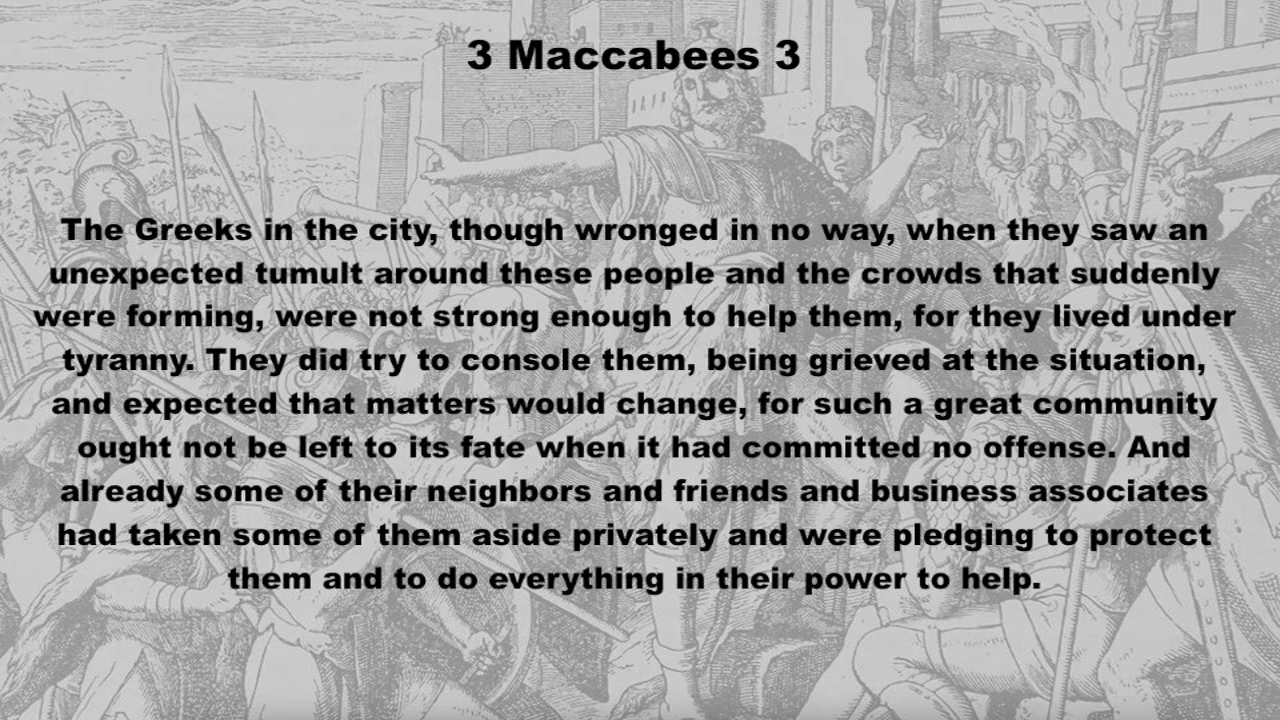 3 Maccabees 3
The Greeks in the city, though wronged in no way, when they saw an
unexpected tumult around these people and the crowds that suddenly
were forming, were not strong enough to help them, for they lived under
tyranny. They did try to console them, being grieved at the situation,
and expected that matters would change, for such a great community
ought not be left to its fate when it had committed no offense. And
already some of their neighbors and friends and business associates
had taken some of them aside privately and were pledging to protect
them and to do everything in their power to help.